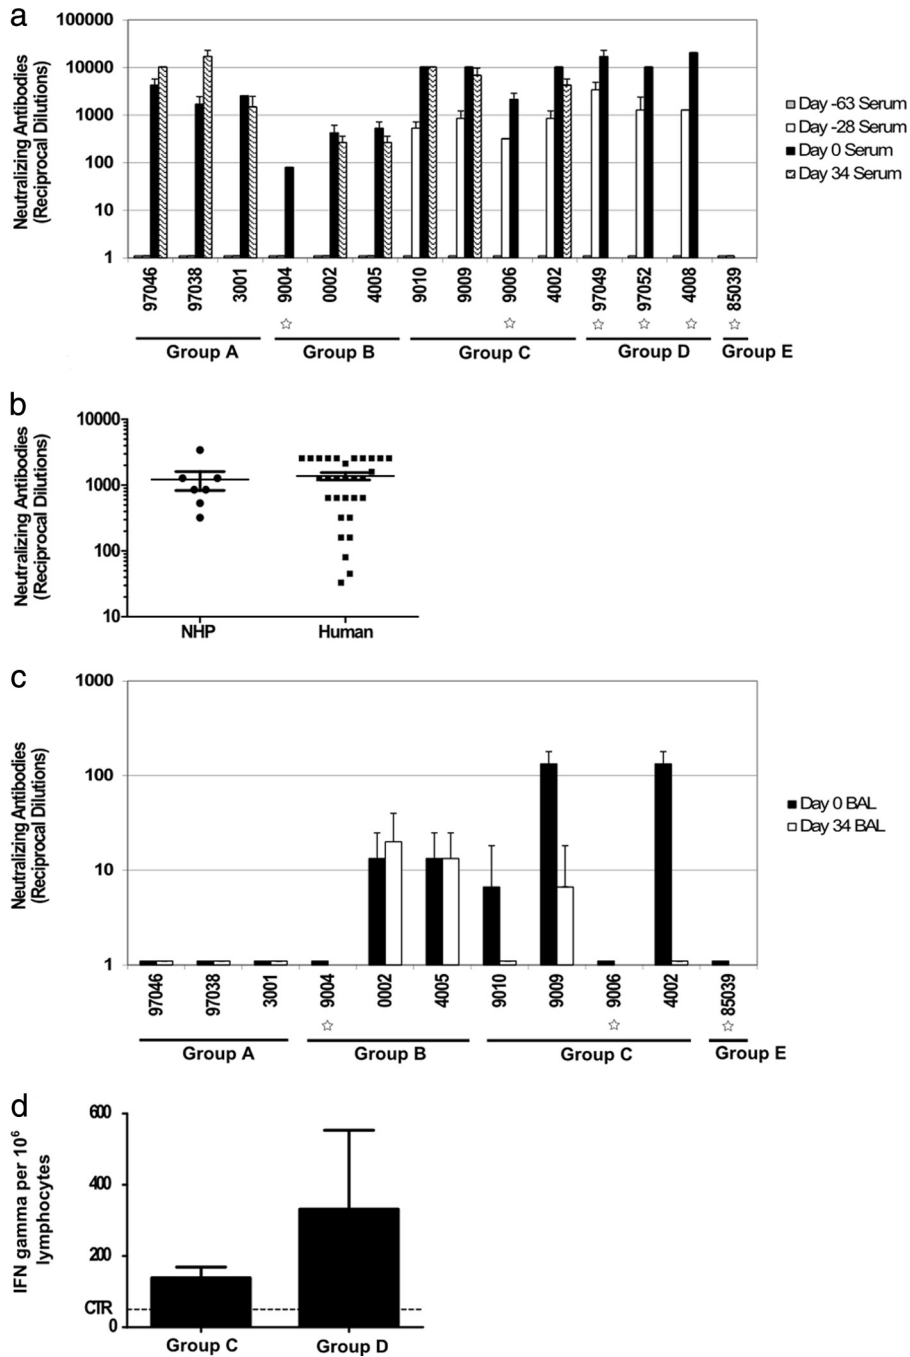 a
Neutralizing Antibodies
(Reciprocal Dilutions)
100000
10000
1000
100
10
1
Day -63 Serum
Day -28 Serum
Day 0 Serum
Day 34 Serum
97046 97038 3001 9004 0002 4005 9010 9009 9006 4002 97049 97052 4008 85039
☆ ☆ ☆ ☆ ☆ ☆
Group A Group B Group C Group D Group E
b
Neutralizing Antibodies
(Reciprocal Dilutions)
10000
1000
100
10
NHP Human
c
Neutralizing Antibodies
(Reciprocal Dilutions)
1000
100
10
1
Day 0 BAL
Day 34 BAL
97046 97038 3001 9004 0002 4005 9010 9009 9006 4002 85039
☆ ☆ ☆
Group A Group B Group C Group E
d
IFN gamma per 10⁶
lymphocytes
600
400
200
CTR
0
Group C Group D